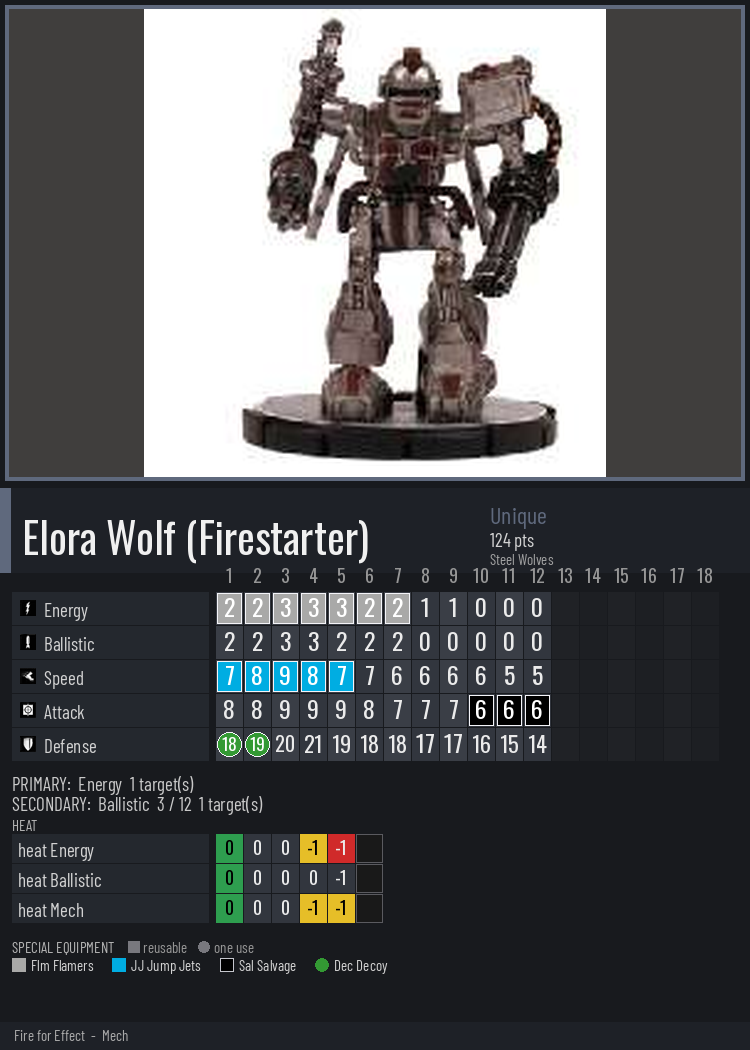 Elora Wolf (Firestarter)
Unique
124 pts
Steel Wolves
1 2 3 4 5 6 7 8 9 10 11 12 13 14 15 16 17 18
Energy 2 2 3 3 3 2 2 1 1 0 0 0
Ballistic 2 2 3 3 2 2 2 0 0 0 0 0
Speed 7 8 9 8 7 7 6 6 6 6 5 5
Attack 8 8 9 9 9 8 7 7 7 6 6 6
Defense 18 19 20 21 19 18 18 17 17 16 15 14
PRIMARY: Energy 1 target(s)
SECONDARY: Ballistic 3 / 12 1 target(s)
HEAT
heat Energy 0 0 0 -1 -1
heat Ballistic 0 0 0 0 -1
heat Mech 0 0 0 -1 -1
SPECIAL EQUIPMENT reusable one use
Flm Flamers JJ Jump Jets Sal Salvage Dec Decoy
Fire for Effect - Mech